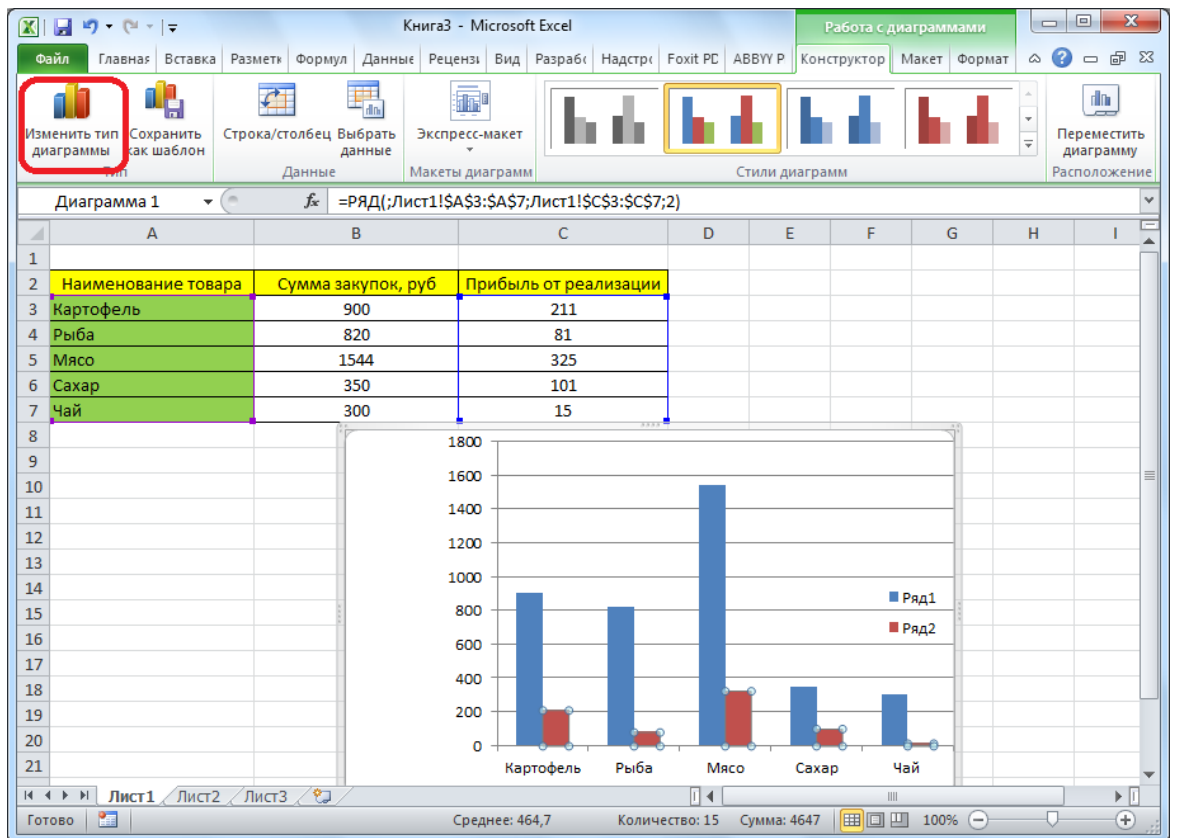 Книга3 - Microsoft Excel
Работа с диаграммами
Файл Главная Вставка Разметк Формул Данные Рецензи Вид Разрабо Надстро Foxit PD ABBYY P Конструктор Макет Формат
Изменить тип диаграммы
Сохранить как шаблон
Строка/столбец
Выбрать данные
Экспресс-макет
Переместить диаграмму
Тип
Данные
Макеты диаграмм
Стили диаграмм
Расположение
Диаграмма 1 fx =РЯД(;Лист1!$A$3:$A$7;Лист1!$C$3:$C$7;2)
A B C D E F G H I
1
2 Наименование товара Сумма закупок, руб Прибыль от реализации
3 Картофель 900 211
4 Рыба 820 81
5 Мясо 1544 325
6 Сахар 350 101
7 Чай 300 15
8
9
10
11
12
13
14
15
16
17
18
19
20
21
1800
1600
1400
1200
1000
800
600
400
200
0
Ряд1
Ряд2
Картофель Рыба Мясо Сахар Чай
Лист1 Лист2 Лист3
Готово Среднее: 464,7 Количество: 15 Сумма: 4647 100%